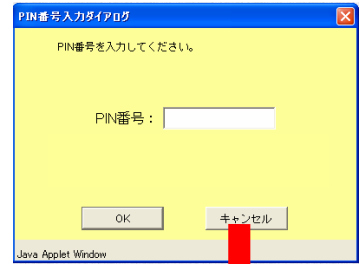 PIN番号入力ダイアログ
PIN番号を入力してください。
PIN番号：
OK キャンセル
Java Applet Window